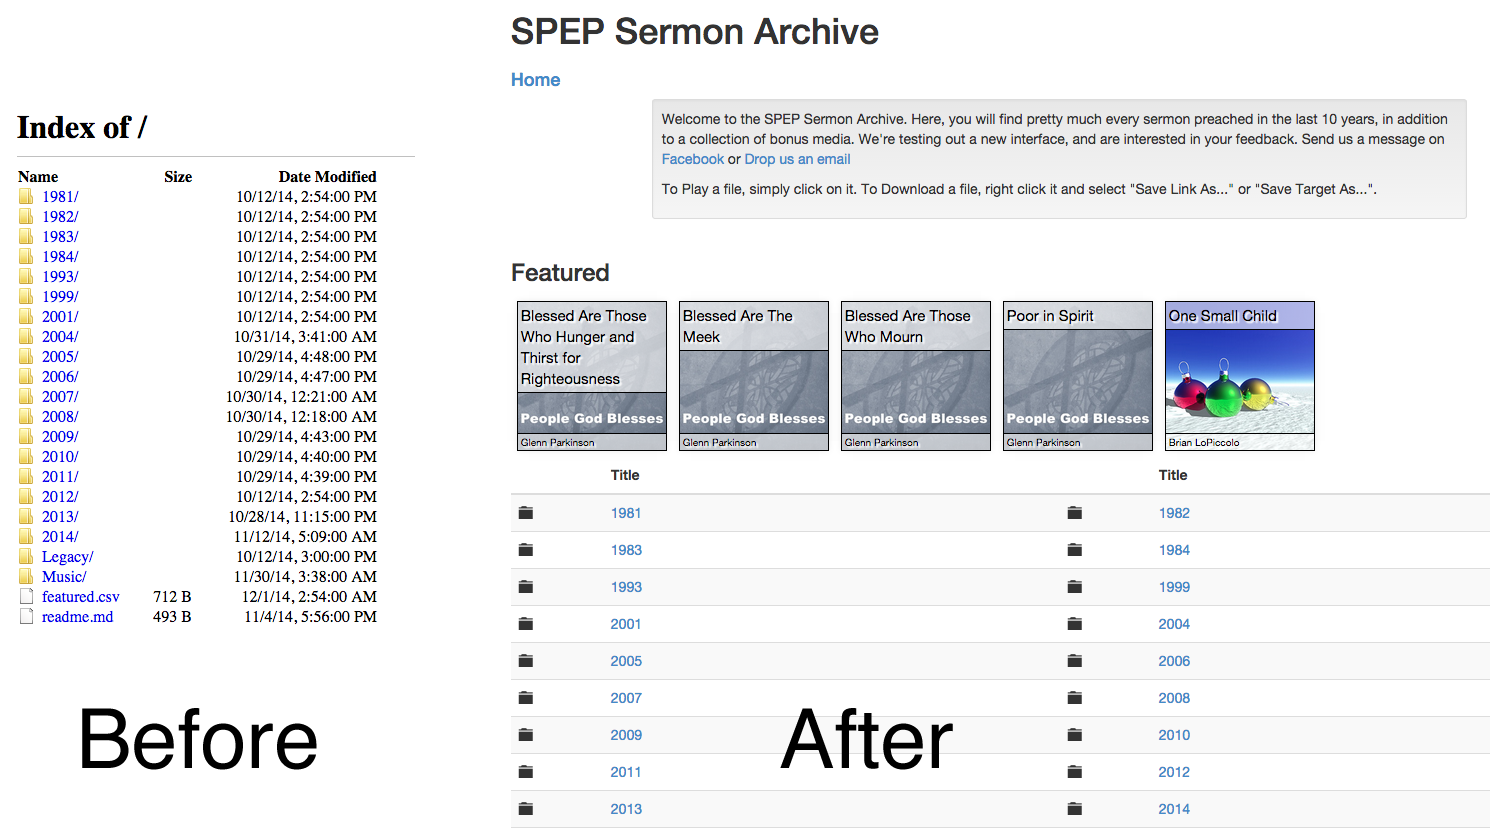 Index of /
Name Size Date Modified
1981/ 10/12/14, 2:54:00 PM
1982/ 10/12/14, 2:54:00 PM
1983/ 10/12/14, 2:54:00 PM
1984/ 10/12/14, 2:54:00 PM
1993/ 10/12/14, 2:54:00 PM
1999/ 10/12/14, 2:54:00 PM
2001/ 10/12/14, 2:54:00 PM
2004/ 10/31/14, 3:41:00 AM
2005/ 10/29/14, 4:48:00 PM
2006/ 10/29/14, 4:47:00 PM
2007/ 10/30/14, 12:21:00 AM
2008/ 10/30/14, 12:18:00 AM
2009/ 10/29/14, 4:43:00 PM
2010/ 10/29/14, 4:40:00 PM
2011/ 10/29/14, 4:39:00 PM
2012/ 10/12/14, 2:54:00 PM
2013/ 10/28/14, 11:15:00 PM
2014/ 11/12/14, 5:09:00 AM
Legacy/ 10/12/14, 3:00:00 PM
Music/ 11/30/14, 3:38:00 AM
featured.csv 712 B 12/1/14, 2:54:00 AM
readme.md 493 B 11/4/14, 5:56:00 PM
Before
SPEP Sermon Archive
Home
Welcome to the SPEP Sermon Archive. Here, you will find pretty much every sermon preached in the last 10 years, in addition
to a collection of bonus media. We're testing out a new interface, and are interested in your feedback. Send us a message on
Facebook or Drop us an email
To Play a file, simply click on it. To Download a file, right click it and select "Save Link As..." or "Save Target As...".
Featured
Blessed Are Those
Who Hunger and
Thirst for
Righteousness
People God Blesses
Glenn Parkinson
Blessed Are The
Meek
People God Blesses
Glenn Parkinson
Blessed Are Those
Who Mourn
People God Blesses
Glenn Parkinson
Poor in Spirit
People God Blesses
Glenn Parkinson
One Small Child
Brian LoPiccolo
Title Title
1981 1982
1983 1984
1993 1999
2001 2004
2005 2006
2007 2008
2009 2010
After
2011 2012
2013 2014